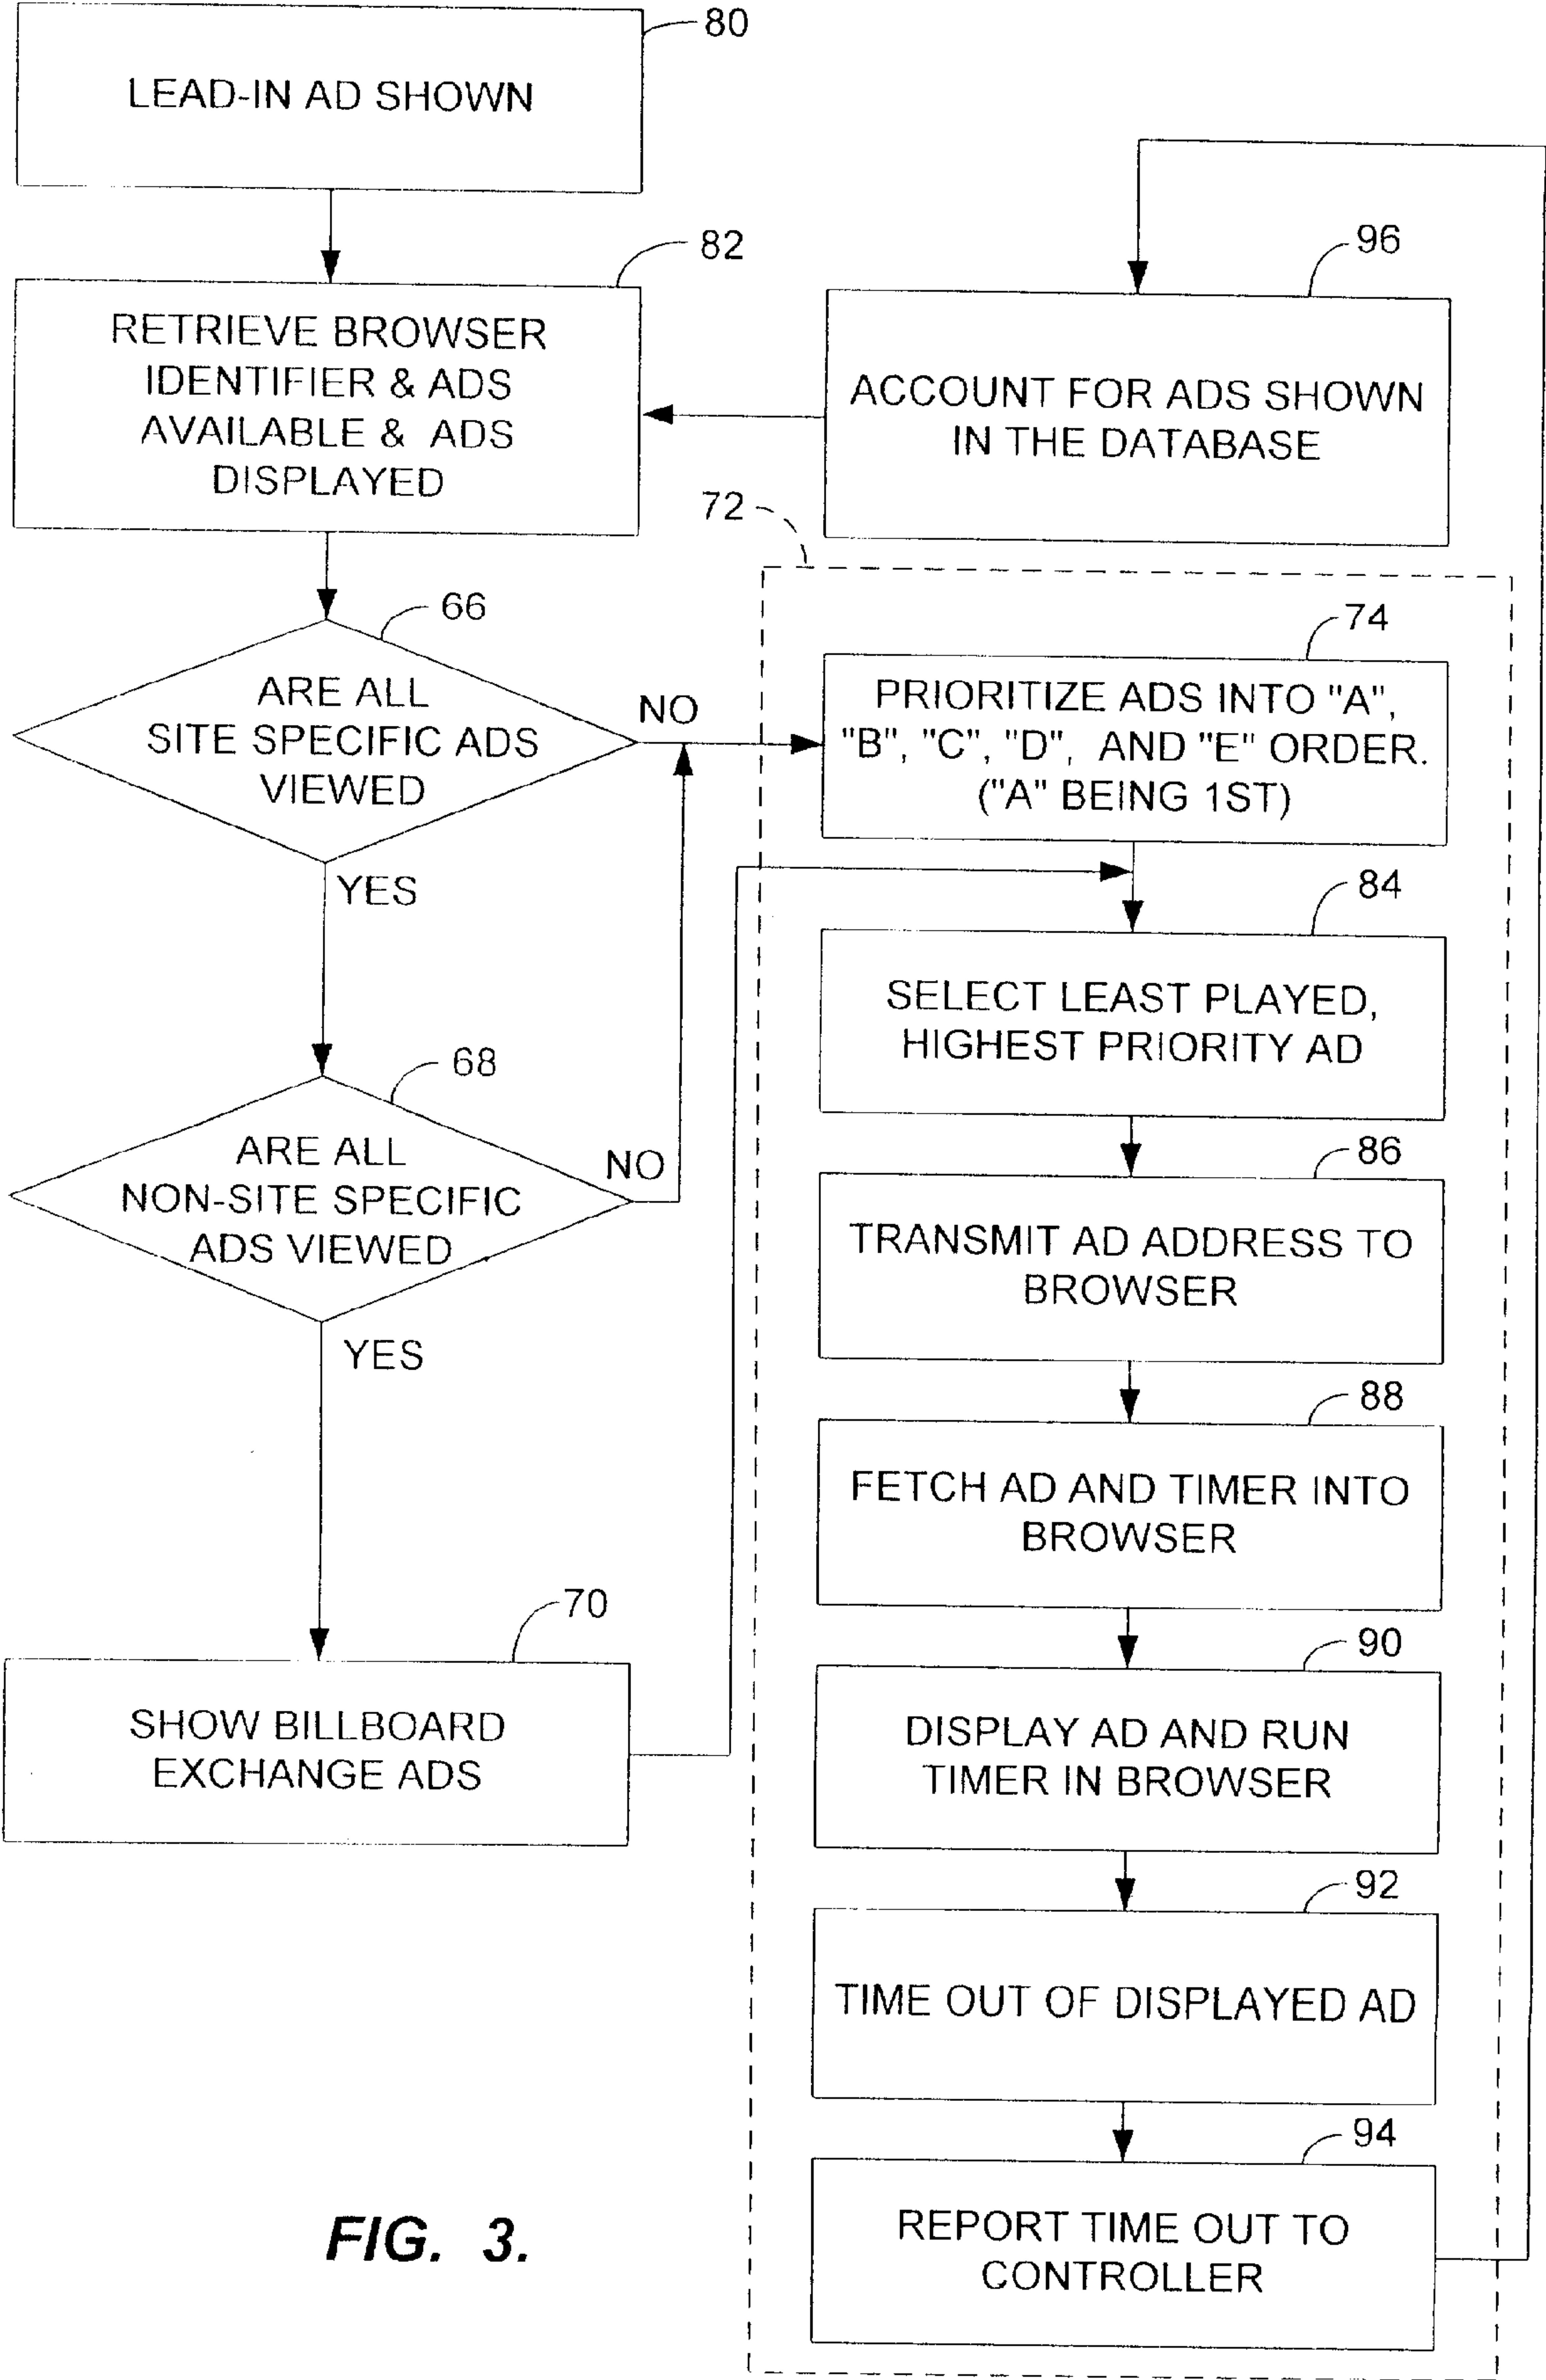 80
LEAD-IN AD SHOWN
82
RETRIEVE BROWSER
IDENTIFIER & ADS
AVAILABLE & ADS
DISPLAYED
96
ACCOUNT FOR ADS SHOWN
IN THE DATABASE
72
66
ARE ALL
SITE SPECIFIC ADS
VIEWED
NO
YES
74
PRIORITIZE ADS INTO "A",
"B", "C", "D", AND "E" ORDER.
("A" BEING 1ST)
84
SELECT LEAST PLAYED,
HIGHEST PRIORITY AD
68
ARE ALL
NON-SITE SPECIFIC
ADS VIEWED
NO
YES
86
TRANSMIT AD ADDRESS TO
BROWSER
88
FETCH AD AND TIMER INTO
BROWSER
70
SHOW BILLBOARD
EXCHANGE ADS
90
DISPLAY AD AND RUN
TIMER IN BROWSER
92
TIME OUT OF DISPLAYED AD
94
REPORT TIME OUT TO
CONTROLLER
FIG. 3.